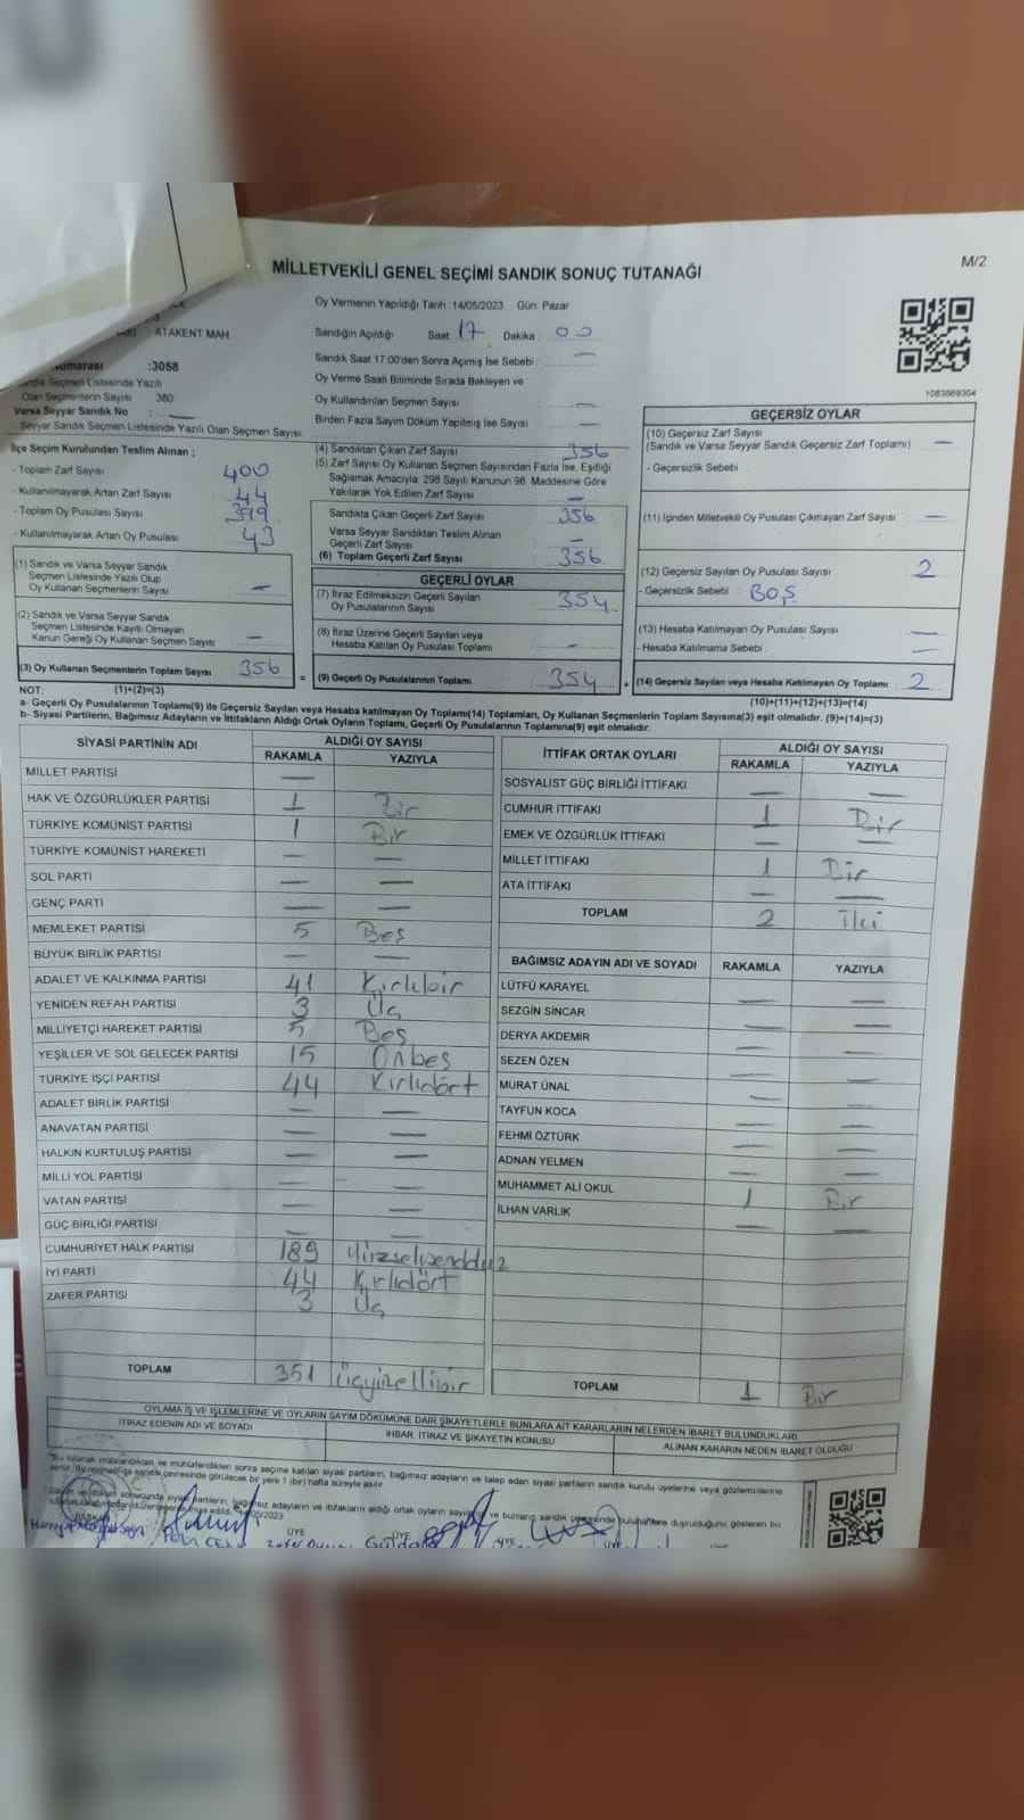 MİLLETVEKİLİ GENEL SEÇİMİ SANDIK SONUÇ TUTANAĞI
M/2
Oy Vermenin Yapıldığı Tarih :14/05/2023 Gün: Pazar
ATAKENT MAH
Sandığın Açıldığı Saat 17 Dakika 00
:3058
Sandık Saat 17:00'den Sonra Açımış İse Sebebi —
Oy Verme Saati Bitiminde Sırada Bekleyen ve
Oy Kullandırılan Seçmen Sayısı —
Olan Seçmenlerin Sayısı 360
Varsa Seyyar Sandık No : —
Birden Fazla Sayım Döküm Yapılmış İse Sayısı —
Seyyar Sandık Seçmen Listesinde Yazılı Olan Seçmen Sayısı
1083869304
İlçe Seçim Kurulundan Teslim Alınan ;
- Toplam Zarf Sayısı 400
- Kullanılmayarak Artan Zarf Sayısı 44
- Toplam Oy Pusulası Sayısı 399
- Kullanılmayarak Artan Oy Pusulası 43
(1) Sandık ve Varsa Seyyar Sandık
Seçmen Listesinde Yazılı Olup
Oy Kullanan Seçmenlerin Sayısı —
(2) Sandık ve Varsa Seyyar Sandık
Seçmen Listesinde Kayıtlı Olmayan
Kanun Gereği Oy Kullanan Seçmen Sayısı —
(3) Oy Kullanan Seçmenlerin Toplam Sayısı 356
(4) Sandıktan Çıkan Zarf Sayısı 356
(5) Zarf Sayısı Oy Kullanan Seçmen Sayısından Fazla İse, Eşitliği
Sağlamak Amacıyla, 298 Sayılı Kanunun 98. Maddesine Göre
Yakılarak Yok Edilen Zarf Sayısı —
Sandıkta Çıkan Geçerli Zarf Sayısı 356
Varsa Seyyar Sandıktan Teslim Alınan
Geçerli Zarf Sayısı —
(6) Toplam Geçerli Zarf Sayısı 356
GEÇERLİ OYLAR
(7) İtiraz Edilmeksizin Geçerli Sayılan
Oy Pusulalarının Sayısı 354
(8) İtiraz Üzerine Geçerli Sayılan veya
Hesaba Katılan Oy Pusulası Toplamı —
= (9) Geçerli Oy Pusulalarının Toplamı 354
GEÇERSİZ OYLAR
(10) Geçersiz Zarf Sayısı
(Sandık ve Varsa Seyyar Sandık Geçersiz Zarf Toplamı) —
- Geçersizlik Sebebi
(11) İçinden Milletvekili Oy Pusulası Çıkmayan Zarf Sayısı —
(12) Geçersiz Sayılan Oy Pusulası Sayısı 2
- Geçersizlik Sebebi BOŞ
(13) Hesaba Katılmayan Oy Pusulası Sayısı —
- Hesaba Katılmama Sebebi —
+ (14) Geçersiz Sayılan veya Hesaba Katılmayan Oy Toplamı 2
NOT: (1)+(2)=(3)
(10)+(11)+(12)+(13)=(14)
a- Geçerli Oy Pusulalarının Toplamı(9) ile Geçersiz Sayılan veya Hesaba katılmayan Oy Toplamı(14) Toplamları, Oy Kullanan Seçmenlerin Toplam Sayısına(3) eşit olmalıdır. (9)+(14)=(3)
b- Siyasi Partilerin, Bağımsız Adayların ve İttifakların Aldığı Ortak Oyların Toplamı, Geçerli Oy Pusulalarının Toplamına(9) eşit olmalıdır.
SİYASİ PARTİNİN ADI ALDIĞI OY SAYISI
RAKAMLA YAZIYLA
MİLLET PARTİSİ —
HAK VE ÖZGÜRLÜKLER PARTİSİ 1 Bir
TÜRKİYE KOMÜNİST PARTİSİ 1 Bir
TÜRKİYE KOMÜNİST HAREKETİ — —
SOL PARTİ — —
GENÇ PARTİ — —
MEMLEKET PARTİSİ 5 Beş
BÜYÜK BİRLİK PARTİSİ — —
ADALET VE KALKINMA PARTİSİ 41 Kırkbir
YENİDEN REFAH PARTİSİ 3 Üç
MİLLİYETÇİ HAREKET PARTİSİ 5 Beş
YEŞİLLER VE SOL GELECEK PARTİSİ 15 Onbeş
TÜRKİYE İŞÇİ PARTİSİ 44 Kırkdört
ADALET BİRLİK PARTİSİ — —
ANAVATAN PARTİSİ — —
HALKIN KURTULUŞ PARTİSİ — —
MİLLİ YOL PARTİSİ — —
VATAN PARTİSİ — —
GÜÇ BİRLİĞİ PARTİSİ — —
CUMHURİYET HALK PARTİSİ 189 Yüzseksendokuz
İYİ PARTİ 44 Kırkdört
ZAFER PARTİSİ 3 Üç
TOPLAM 351 Üçyüzellibir
İTTİFAK ORTAK OYLARI ALDIĞI OY SAYISI
RAKAMLA YAZIYLA
SOSYALİST GÜÇ BİRLİĞİ İTTİFAKI — —
CUMHUR İTTİFAKI 1 Bir
EMEK VE ÖZGÜRLÜK İTTİFAKI — —
MİLLET İTTİFAKI 1 Bir
ATA İTTİFAKI — —
TOPLAM 2 İki
BAĞIMSIZ ADAYIN ADI VE SOYADI RAKAMLA YAZIYLA
LÜTFÜ KARAYEL — —
SEZGİN SİNCAR — —
DERYA AKDEMİR — —
SEZEN ÖZEN — —
MURAT ÜNAL — —
TAYFUN KOCA — —
FEHMİ ÖZTÜRK — —
ADNAN YELMEN — —
MUHAMMET ALİ OKUL 1 Bir
İLHAN VARLIK — —
TOPLAM 1 Bir
OYLAMA İŞ VE İŞLEMLERİNE VE OYLARIN SAYIM DÖKÜMÜNE DAİR ŞİKAYETLERLE BUNLARA AİT KARARLARIN NELERDEN İBARET BULUNDUKLARI
İTİRAZ EDENİN ADI VE SOYADI İHBAR, İTİRAZ VE ŞİKAYETİN KONUSU ALINAN KARARIN NEDEN İBARET OLDUĞU
ÜYE ÜYE